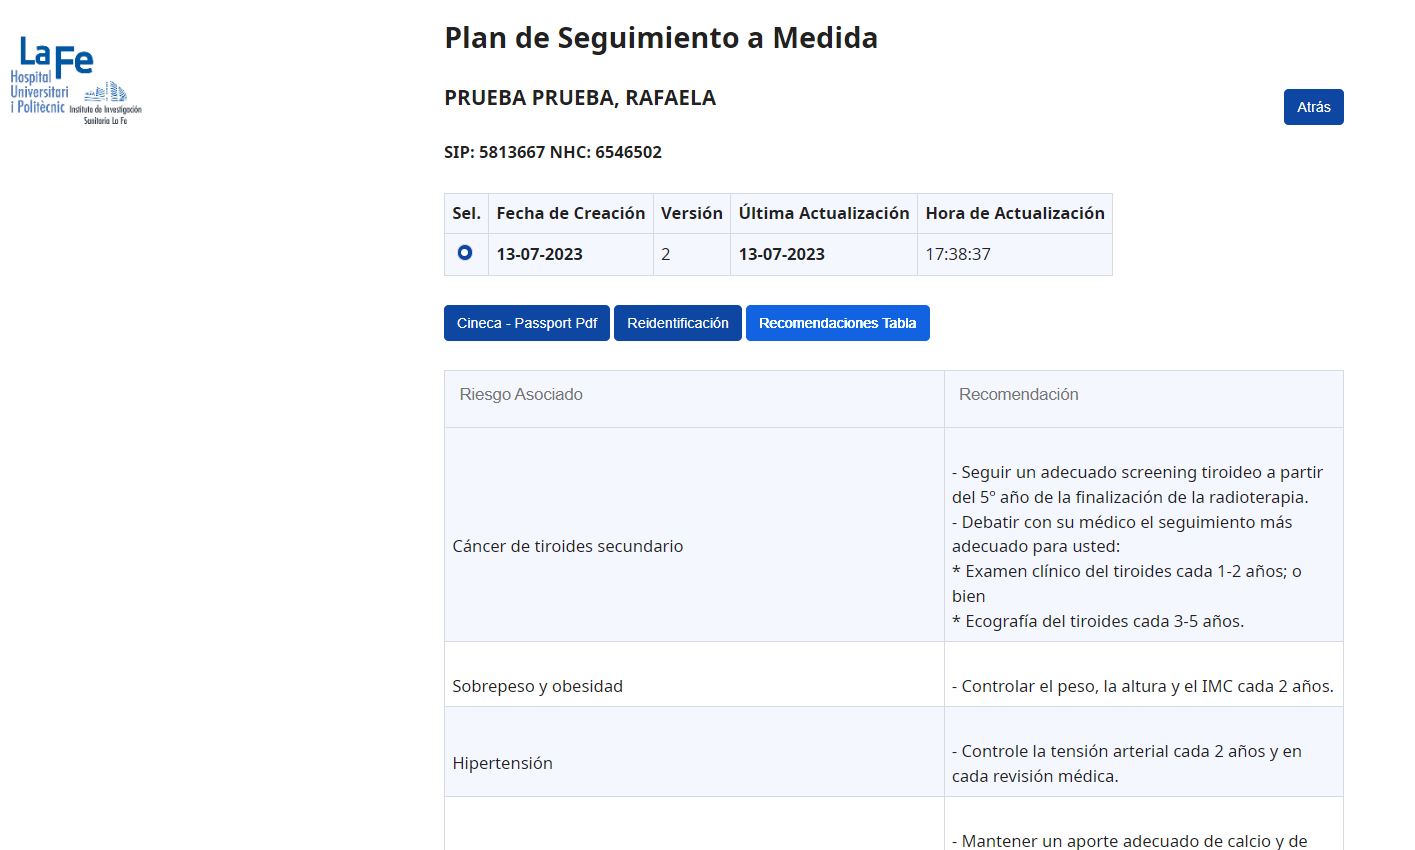 La Fe
Hospital
Universitari
i Politècnic
Instituto de Investigación
Sanitaria La Fe
Plan de Seguimiento a Medida
PRUEBA PRUEBA, RAFAELA
Atrás
SIP: 5813667 NHC: 6546502
Sel. Fecha de Creación Versión Última Actualización Hora de Actualización
13-07-2023 2 13-07-2023 17:38:37
Cineca - Passport Pdf Reidentificación Recomendaciones Tabla
Riesgo Asociado Recomendación
Cáncer de tiroides secundario
- Seguir un adecuado screening tiroideo a partir
del 5º año de la finalización de la radioterapia.
- Debatir con su médico el seguimiento más
adecuado para usted:
* Examen clínico del tiroides cada 1-2 años; o
bien
* Ecografía del tiroides cada 3-5 años.
Sobrepeso y obesidad
- Controlar el peso, la altura y el IMC cada 2 años.
Hipertensión
- Controle la tensión arterial cada 2 años y en
cada revisión médica.
- Mantener un aporte adecuado de calcio y de